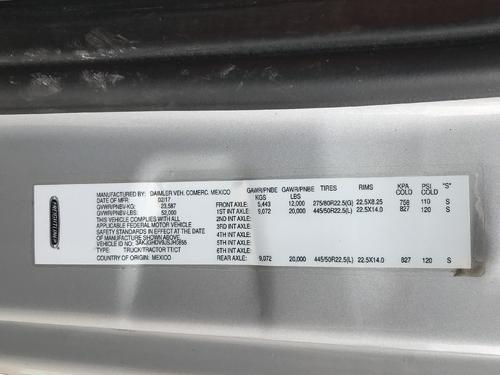 FREIGHTLINER
MANUFACTURED BY: DAIMLER VEH. COMERC. MEXICO
DATE OF MFR: 02/17
GVWR/PNBV-KG: 23,587
GVWR/PNBV-LBS: 52,000
THIS VEHICLE COMPLIES WITH ALL
APPLICABLE FEDERAL MOTOR VEHICLE
SAFETY STANDARDS IN EFFECT AT THE DATE
OF MANUFACTURE SHOWN ABOVE.
VEHICLE ID NO.:
TYPE: TRUCK/TRACTOR
COUNTRY OF ORIGIN: MEXICO
GAWR/PNBE KGS GAWR/PNBE LBS TIRES RIMS KPA COLD PSI COLD "S"
FRONT AXLE: 5,443 12,000 275/80R22.5(G) 22.5X8.25 758 110 S
1ST INT AXLE: 9,072 20,000 445/50R22.5(L) 22.5X14.0 827 120 S
2ND INT AXLE:
3RD INT AXLE:
4TH INT AXLE:
5TH INT AXLE:
6TH INT AXLE:
REAR AXLE: 9,072 20,000 445/50R22.5(L) 22.5X14.0 827 120 S